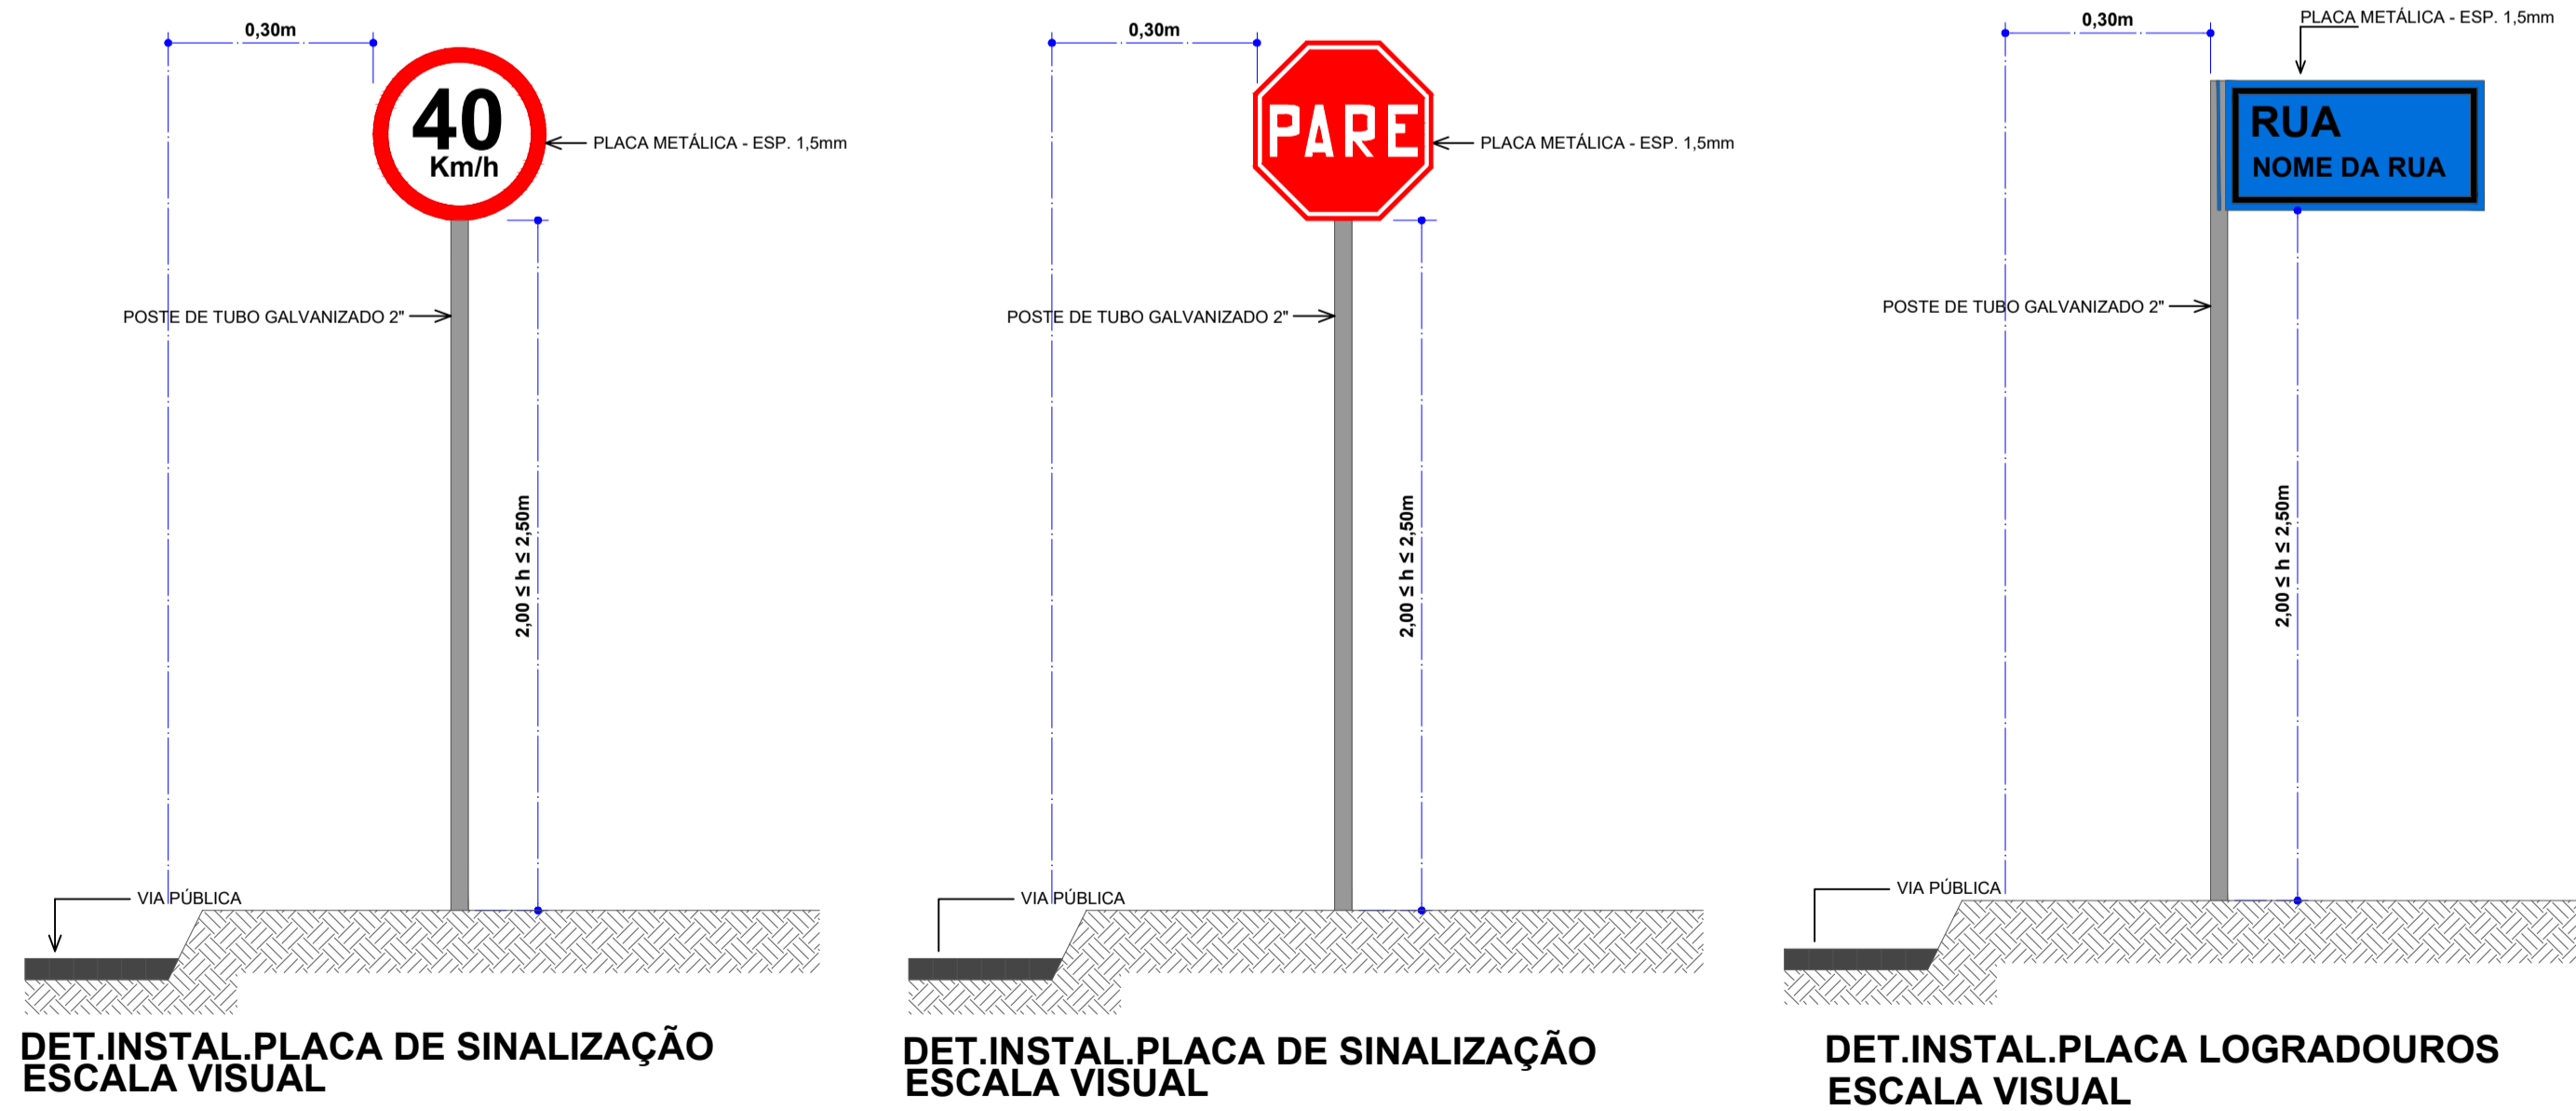 0,30m
40
Km/h
PLACA METÁLICA - ESP. 1,5mm
POSTE DE TUBO GALVANIZADO 2"
2,00 ≤ h ≤ 2,50m
VIA PÚBLICA
DET.INSTAL.PLACA DE SINALIZAÇÃO
ESCALA VISUAL
0,30m
PARE
PLACA METÁLICA - ESP. 1,5mm
POSTE DE TUBO GALVANIZADO 2"
2,00 ≤ h ≤ 2,50m
VIA PÚBLICA
DET.INSTAL.PLACA DE SINALIZAÇÃO
ESCALA VISUAL
0,30m
PLACA METÁLICA - ESP. 1,5mm
RUA
NOME DA RUA
POSTE DE TUBO GALVANIZADO 2"
2,00 ≤ h ≤ 2,50m
VIA PÚBLICA
DET.INSTAL.PLACA LOGRADOUROS
ESCALA VISUAL